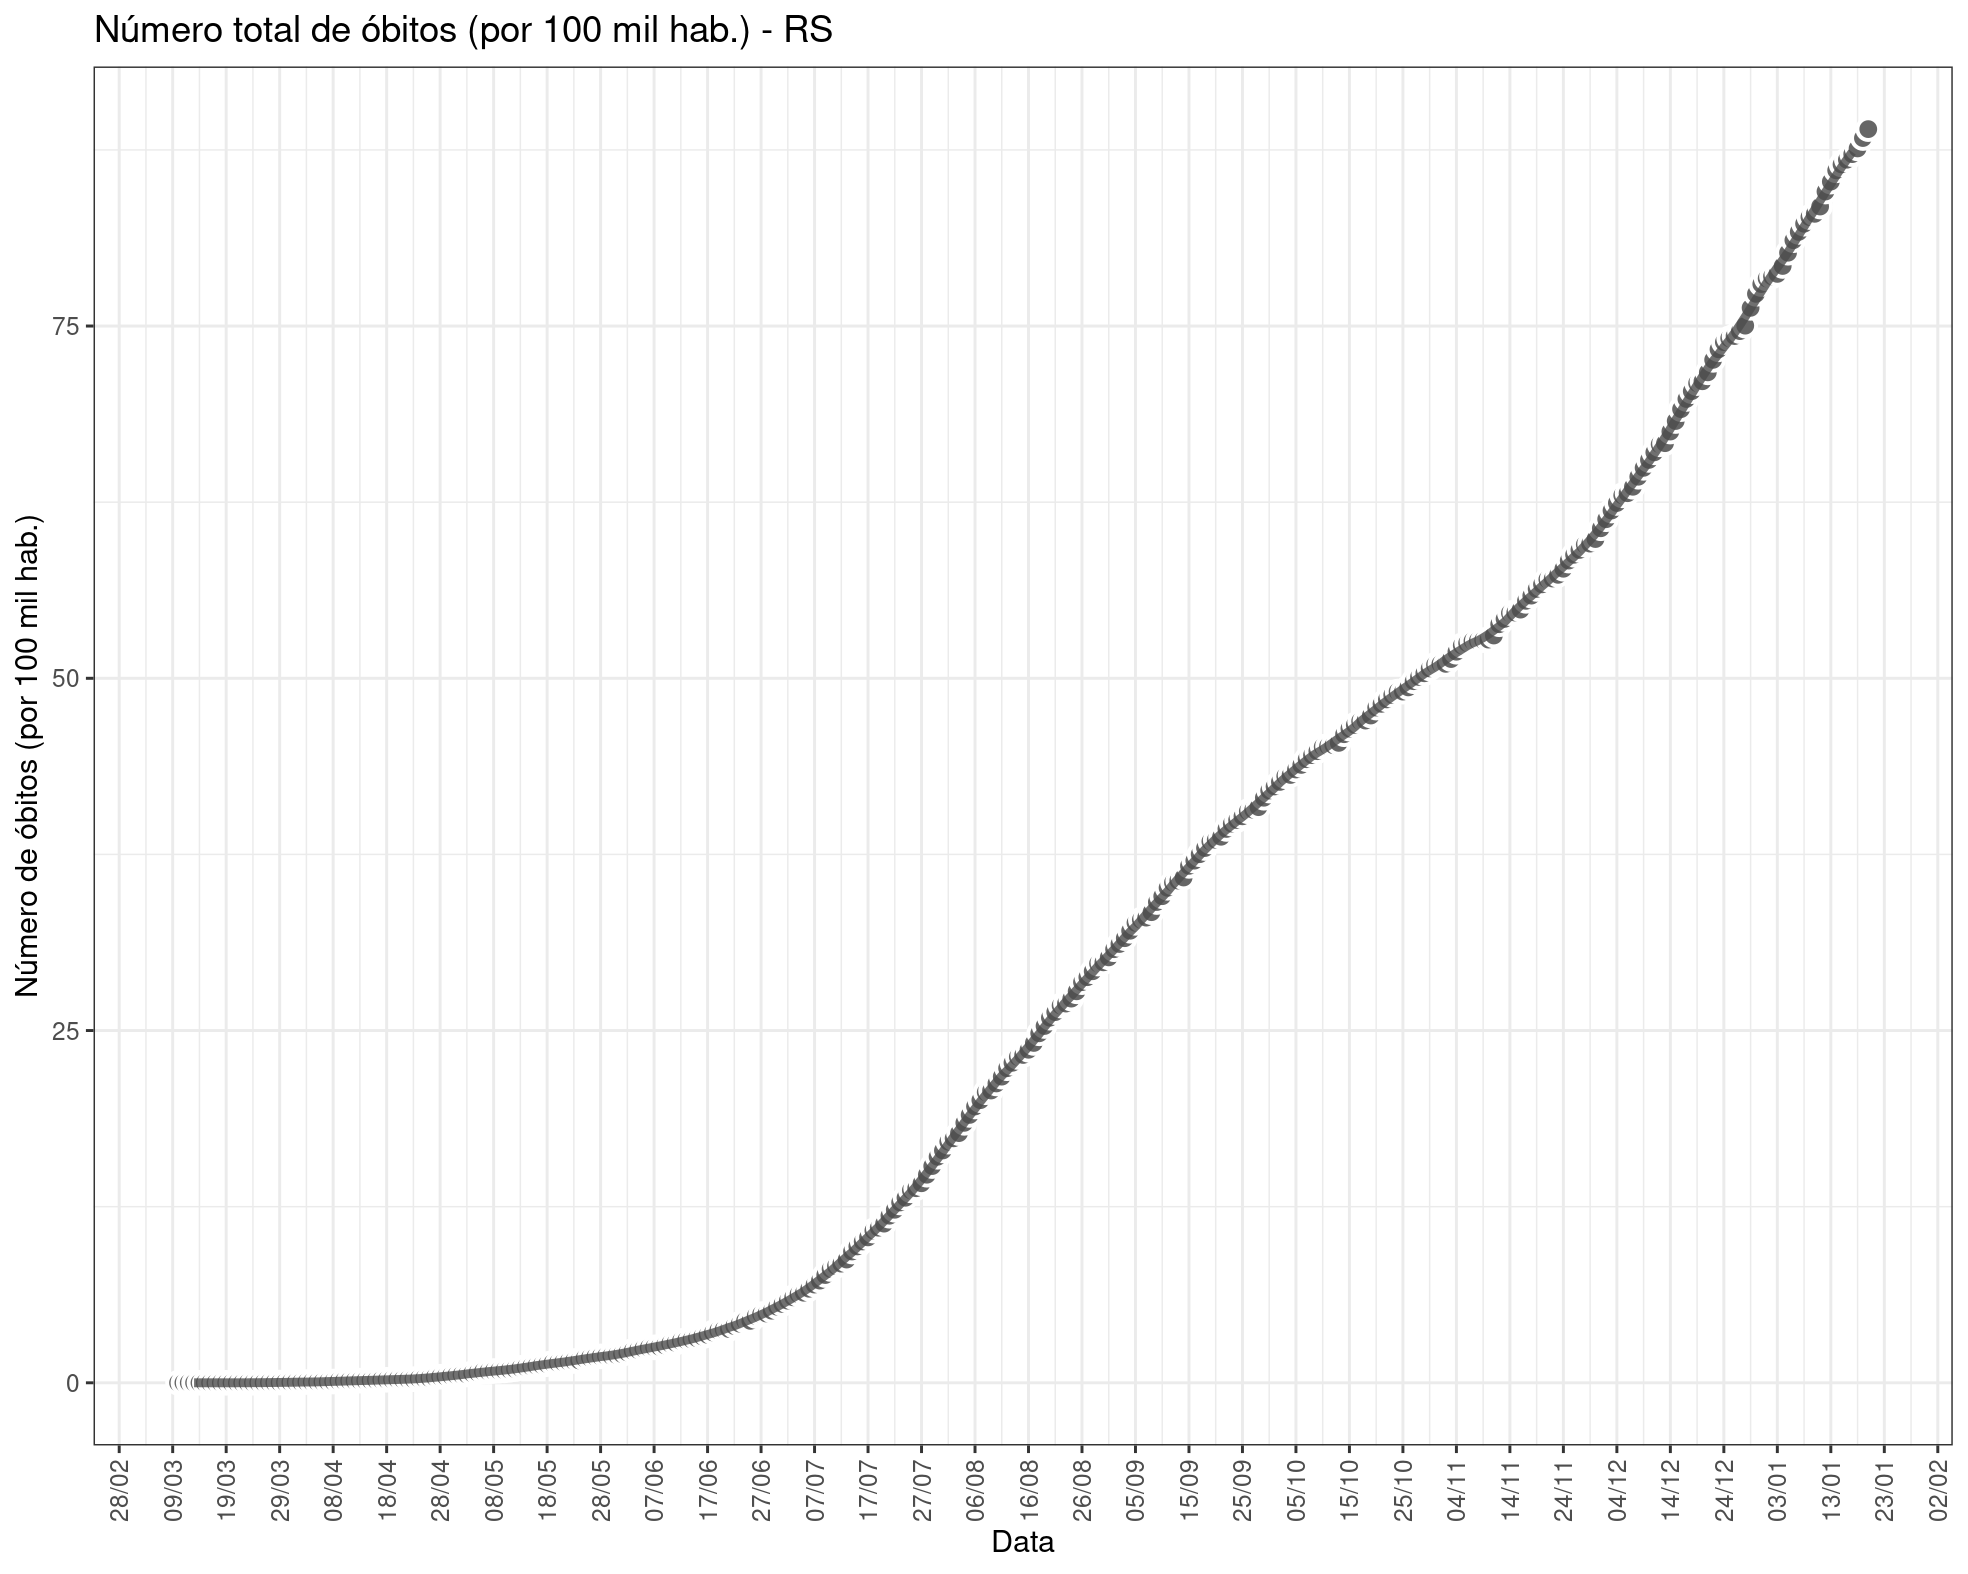 Número total de óbitos (por 100 mil hab.) - RS
Número de óbitos (por 100 mil hab.)
75
50
25
0
28/02 09/03 19/03 29/03 08/04 18/04 28/04 08/05 18/05 28/05 07/06 17/06 27/06 07/07 17/07 27/07 06/08 16/08 26/08 05/09 15/09 25/09 05/10 15/10 25/10 04/11 14/11 24/11 04/12 14/12 24/12 03/01 13/01 23/01 02/02
Data